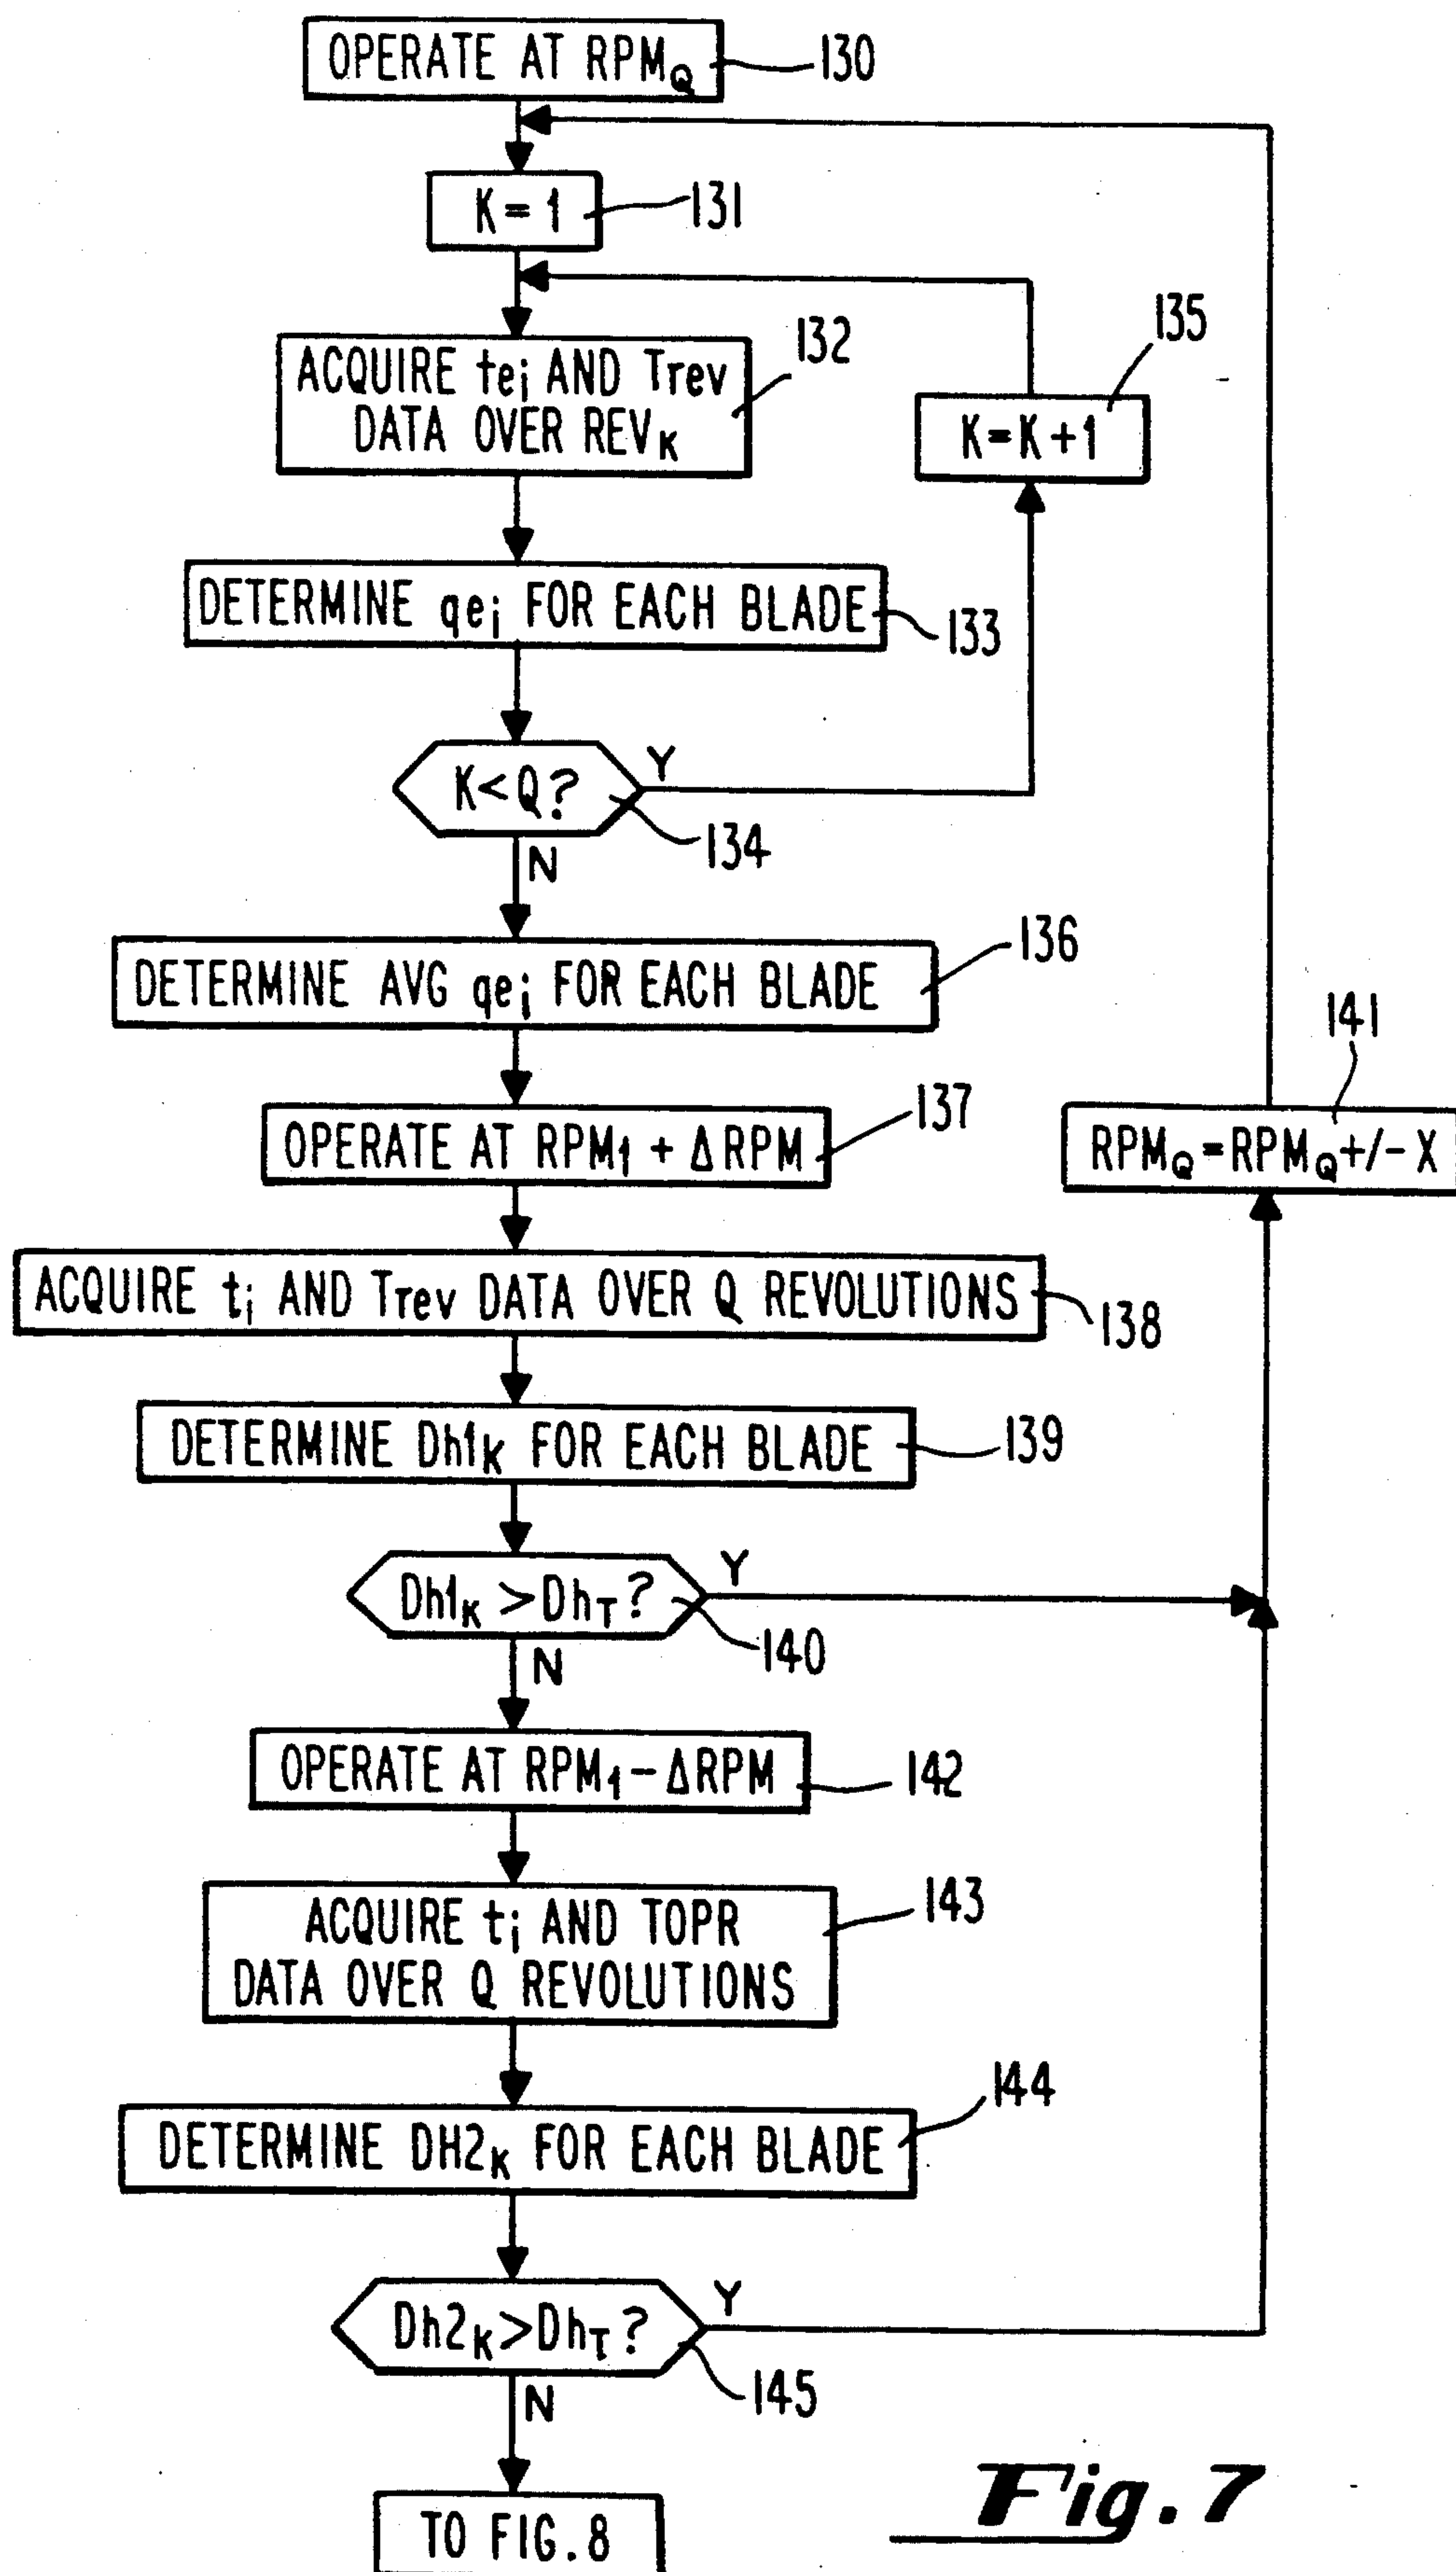 OPERATE AT RPMQ
130
K = 1
131
ACQUIRE tei AND Trev
DATA OVER REVK
132
K = K + 1
135
DETERMINE qei FOR EACH BLADE
133
K < Q?
Y
134
N
DETERMINE AVG qei FOR EACH BLADE
136
OPERATE AT RPM1 + ΔRPM
137
RPMQ = RPMQ +/- X
141
ACQUIRE ti AND Trev DATA OVER Q REVOLUTIONS
138
DETERMINE Dh1K FOR EACH BLADE
139
Dh1K > DhT?
Y
140
N
OPERATE AT RPM1 - ΔRPM
142
ACQUIRE ti AND TOPR
DATA OVER Q REVOLUTIONS
143
DETERMINE DH2K FOR EACH BLADE
144
Dh2K > DhT?
Y
145
N
TO FIG. 8
Fig. 7